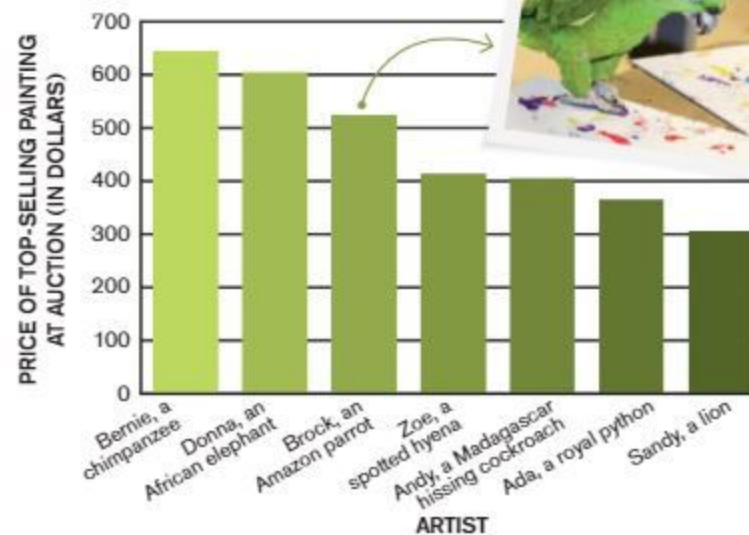 PRICE OF TOP-SELLING PAINTING
AT AUCTION (IN DOLLARS)
700
600
500
400
300
200
100
0
Bernie, a
chimpanzee
Donna, an
African elephant
Brock, an
Amazon parrot
Zoe, a
spotted hyena
Andy, a Madagascar
hissing cockroach
Ada, a royal python
Sandy, a lion
ARTIST